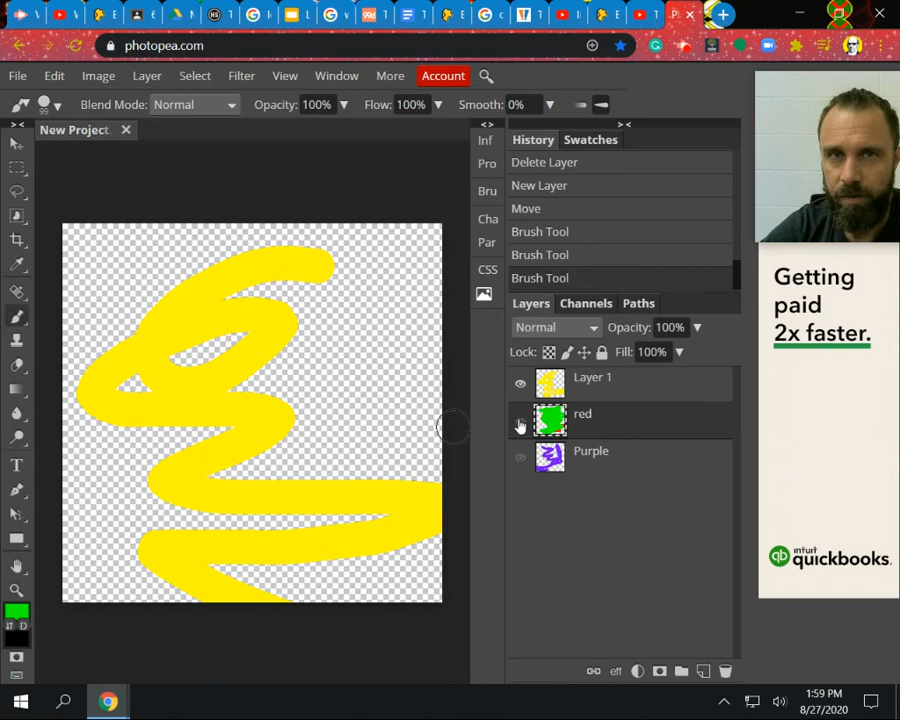 photopea.com
File Edit Image Layer Select Filter View Window More Account
99 Blend Mode: Normal Opacity: 100% Flow: 100% Smooth: 0%
New Project
Inf
Pro
Bru
Cha
Par
CSS
History Swatches
Delete Layer
New Layer
Move
Brush Tool
Brush Tool
Brush Tool
Layers Channels Paths
Normal Opacity: 100%
Lock: Fill: 100%
Layer 1
red
Purple
eff
D
Getting
paid
2x faster.
intuit
quickbooks.
1:59 PM
8/27/2020